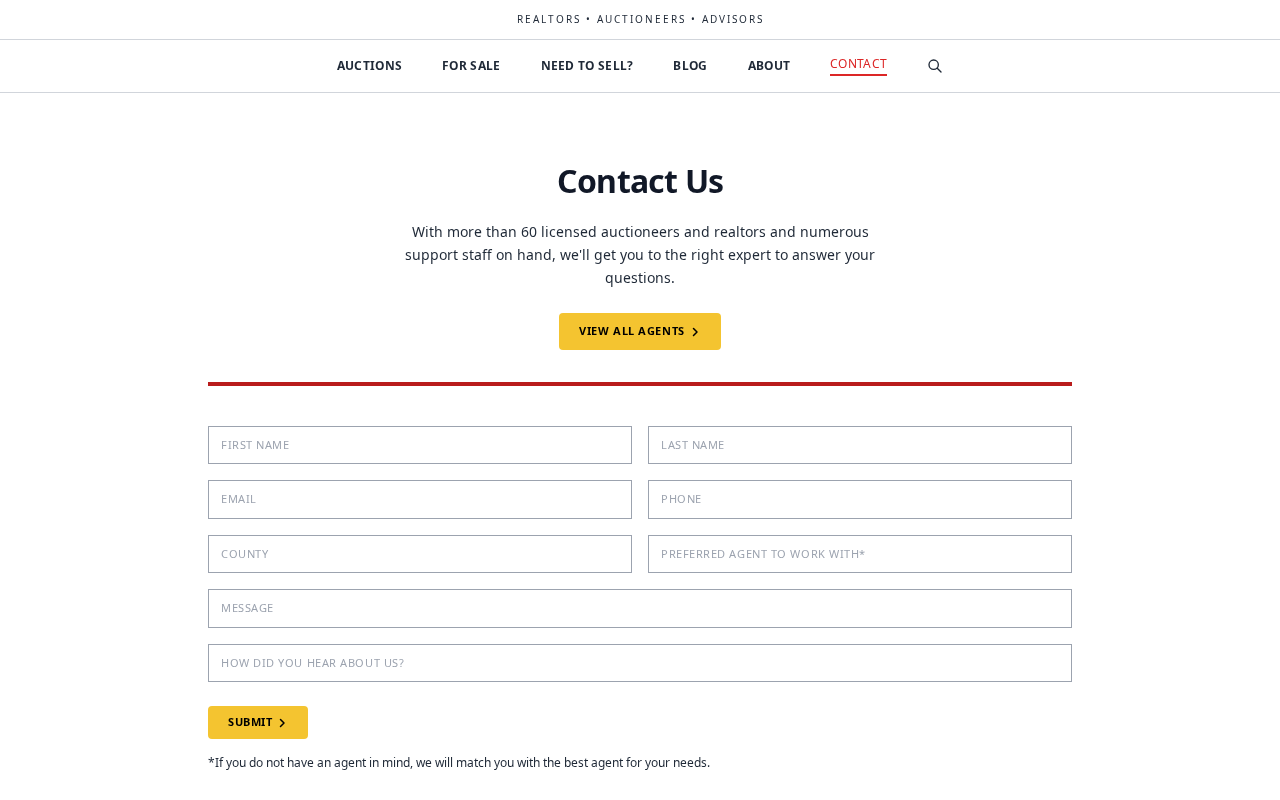 REALTORS • AUCTIONEERS • ADVISORS
AUCTIONS FOR SALE NEED TO SELL? BLOG ABOUT CONTACT
Contact Us
With more than 60 licensed auctioneers and realtors and numerous
support staff on hand, we'll get you to the right expert to answer your
questions.
VIEW ALL AGENTS
FIRST NAME LAST NAME
EMAIL PHONE
COUNTY PREFERRED AGENT TO WORK WITH*
MESSAGE
HOW DID YOU HEAR ABOUT US?
SUBMIT
*If you do not have an agent in mind, we will match you with the best agent for your needs.